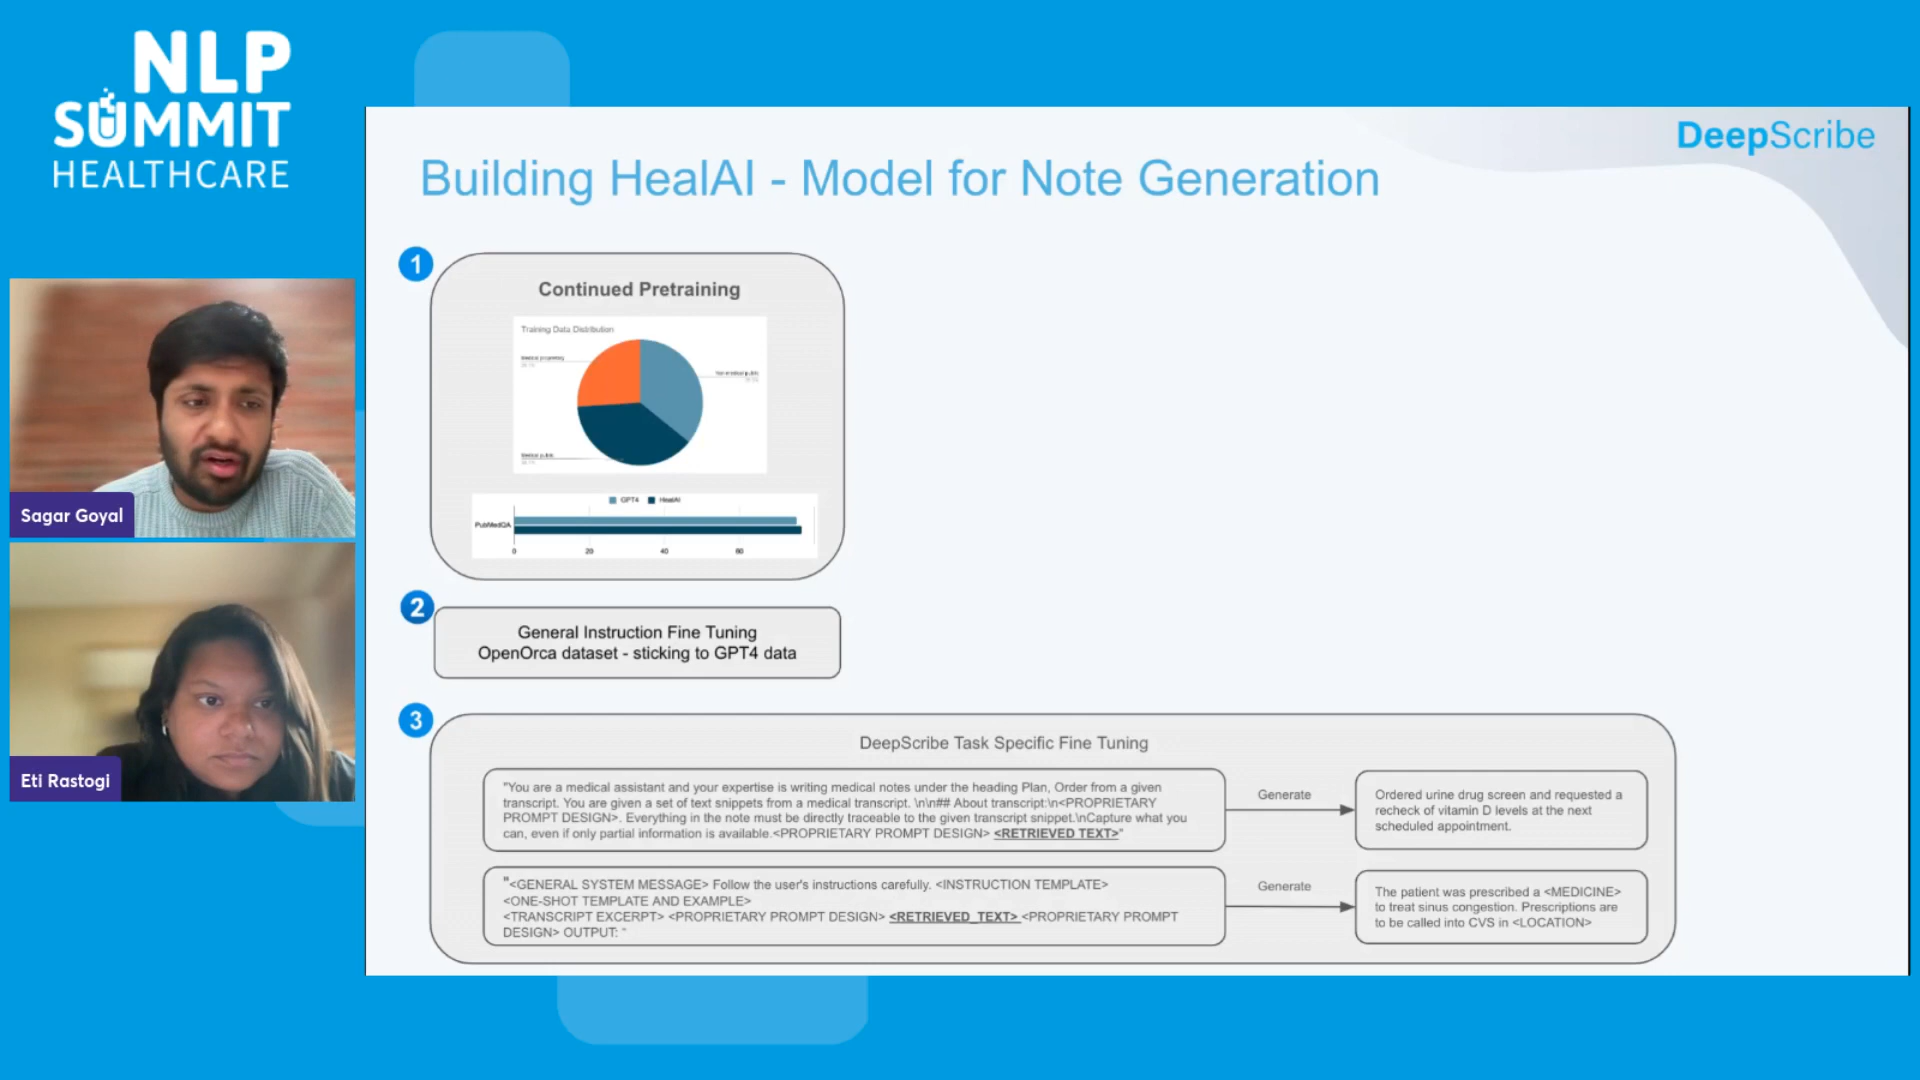 NLP
SUMMIT
HEALTHCARE
DeepScribe
Building HealAI - Model for Note Generation
1
Continued Pretraining
Training Data Distribution
Medical proprietary
Non medical public
Medical public
GPT4 HealAI
PubMedQA
0 20 40 60
2
General Instruction Fine Tuning
OpenOrca dataset - sticking to GPT4 data
3
DeepScribe Task Specific Fine Tuning
"You are a medical assistant and your expertise is writing medical notes under the heading Plan, Order from a given
transcript. You are given a set of text snippets from a medical transcript. \n\n## About transcript:\n<PROPRIETARY
PROMPT DESIGN>. Everything in the note must be directly traceable to the given transcript snippet.\nCapture what you
can, even if only partial information is available.<PROPRIETARY PROMPT DESIGN> <RETRIEVED TEXT>"
Generate
Ordered urine drug screen and requested a
recheck of vitamin D levels at the next
scheduled appointment.
"<GENERAL SYSTEM MESSAGE> Follow the user's instructions carefully. <INSTRUCTION TEMPLATE>
<ONE-SHOT TEMPLATE AND EXAMPLE>
<TRANSCRIPT EXCERPT> <PROPRIETARY PROMPT DESIGN> <RETRIEVED_TEXT> <PROPRIETARY PROMPT
DESIGN> OUTPUT: "
Generate
The patient was prescribed a <MEDICINE>
to treat sinus congestion. Prescriptions are
to be called into CVS in <LOCATION>
Sagar Goyal
Eti Rastogi